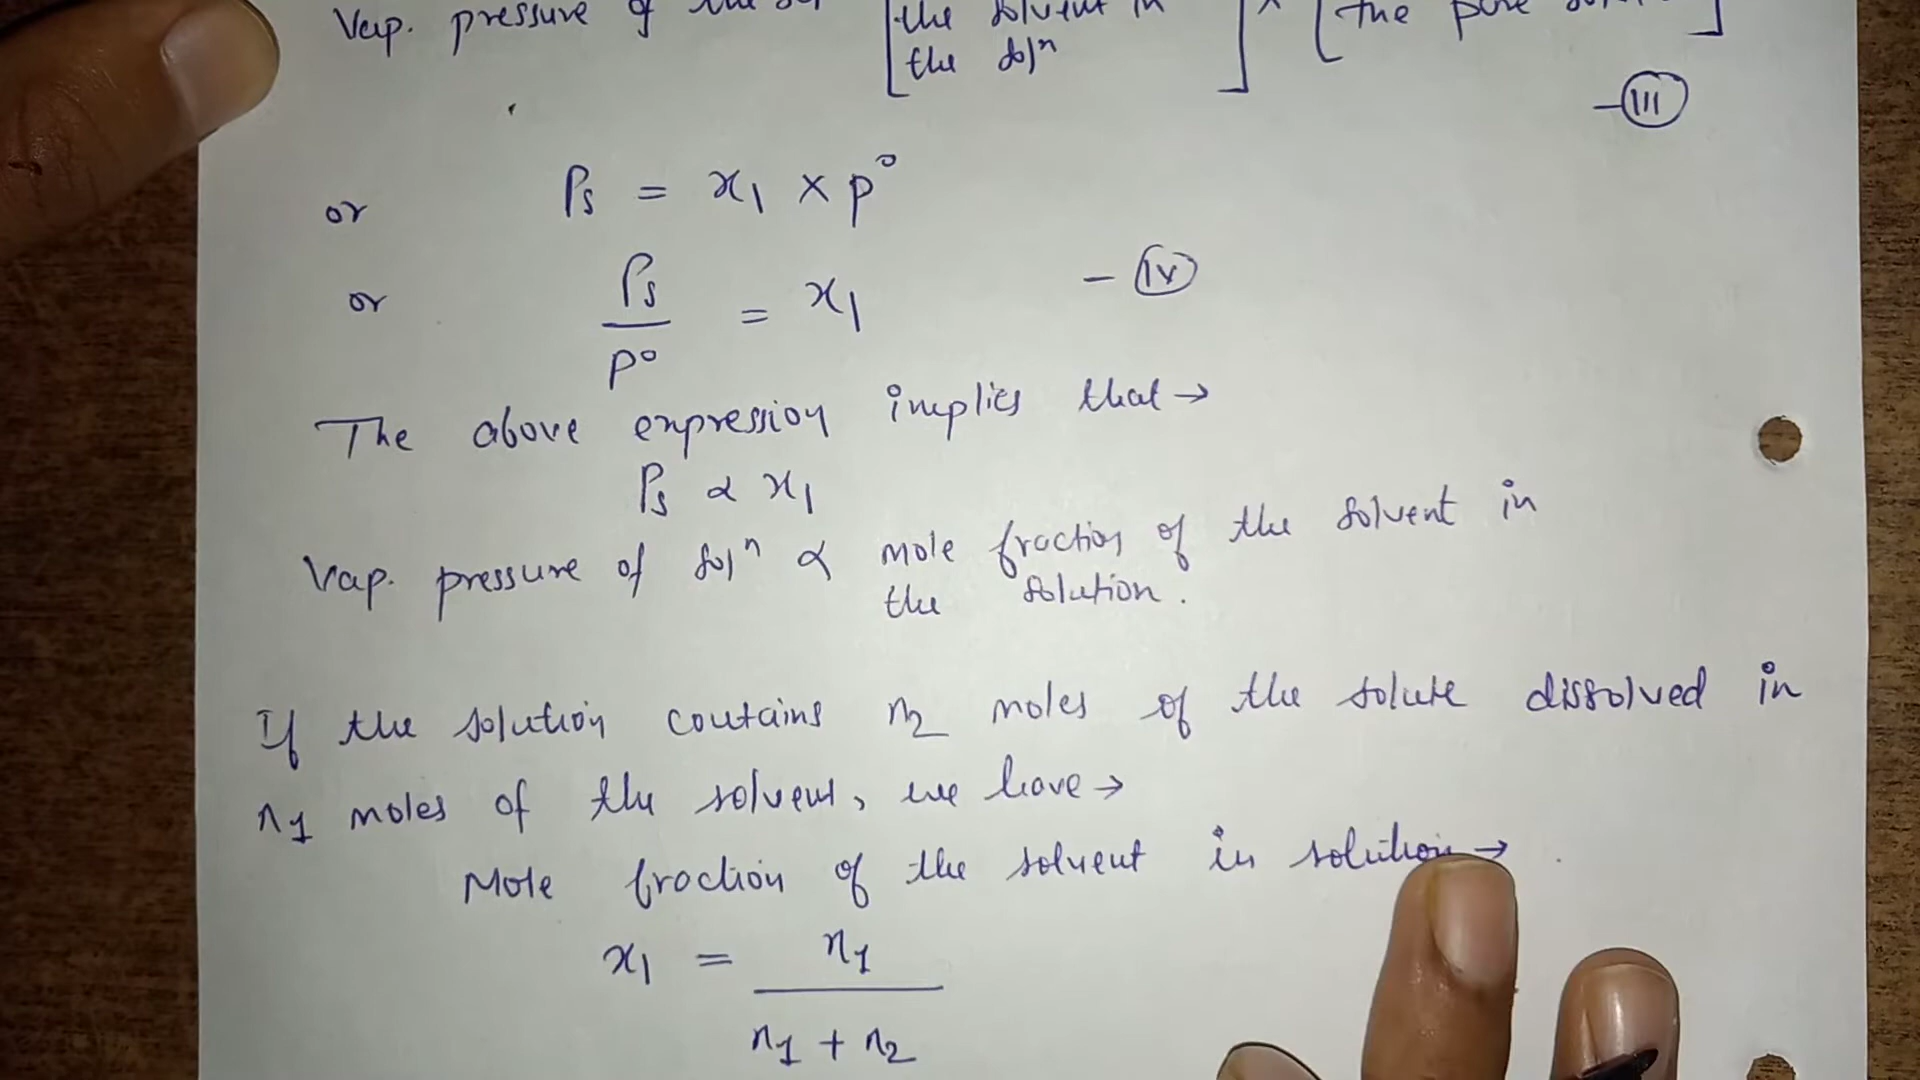 Vap. pressure of the
[the solvent in
the solⁿ] × [the pure
-(III)
or Ps = x₁ × p°
or Ps/p° = x₁ -(IV)
The above expression implies that →
Ps α x₁
Vap. pressure of solⁿ α mole fraction of the solvent in
the solution.
If the solution contains n₂ moles of the solute dissolved in
n₁ moles of the solvent, we have →
Mole fraction of the solvent in solution →
x₁ = n₁
n₁ + n₂